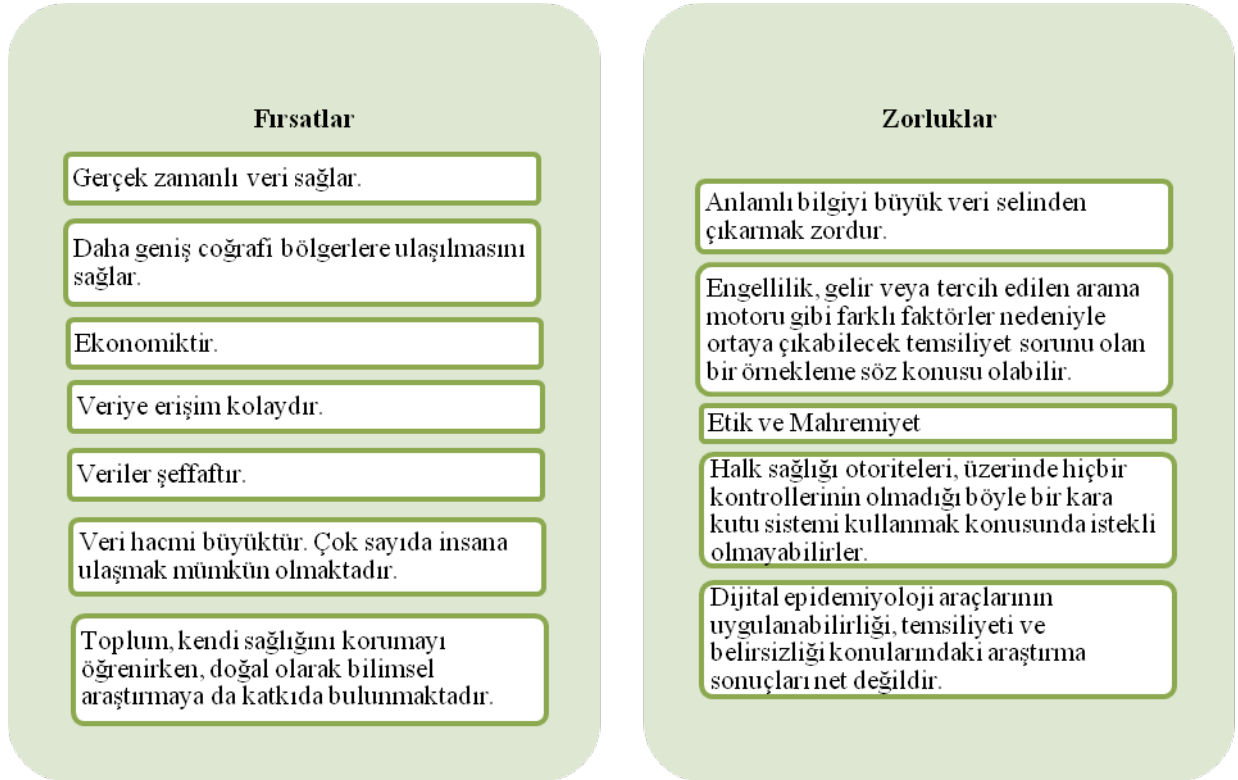 Fırsatlar
Gerçek zamanlı veri sağlar.
Daha geniş coğrafi bölgerlere ulaşılmasını
sağlar.
Ekonomiktir.
Veriye erişim kolaydır.
Veriler şeffaftır.
Veri hacmi büyüktür. Çok sayıda insana
ulaşmak mümkün olmaktadır.
Toplum, kendi sağlığını korumayı
öğrenirken, doğal olarak bilimsel
araştırmaya da katkıda bulunmaktadır.
Zorluklar
Anlamlı bilgiyi büyük veri selinden
çıkarmak zordur.
Engellilik, gelir veya tercih edilen arama
motoru gibi farklı faktörler nedeniyle
ortaya çıkabilecek temsiliyet sorunu olan
bir örnekleme söz konusu olabilir.
Etik ve Mahremiyet
Halk sağlığı otoriteleri, üzerinde hiçbir
kontrollerinin olmadığı böyle bir kara
kutu sistemi kullanmak konusunda istekli
olmayabilirler.
Dijital epidemiyoloji araçlarının
uygulanabilirliği, temsiliyeti ve
belirsizliği konularındaki araştırma
sonuçları net değildir.